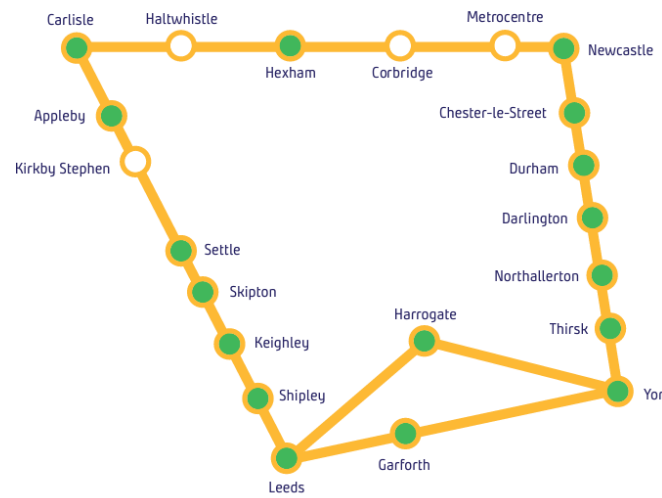 Haltwhistle
Metrocentre
Carlisle
Newcastle
Hexham
Corbridge
Chester-le-Street
Appleby
Kirkby Stephen
Durham
Darlington
Settle
Northallerton
Skipton
Harrogate
Thirsk
Keighley
Shipley
Yor
Garforth
Leeds